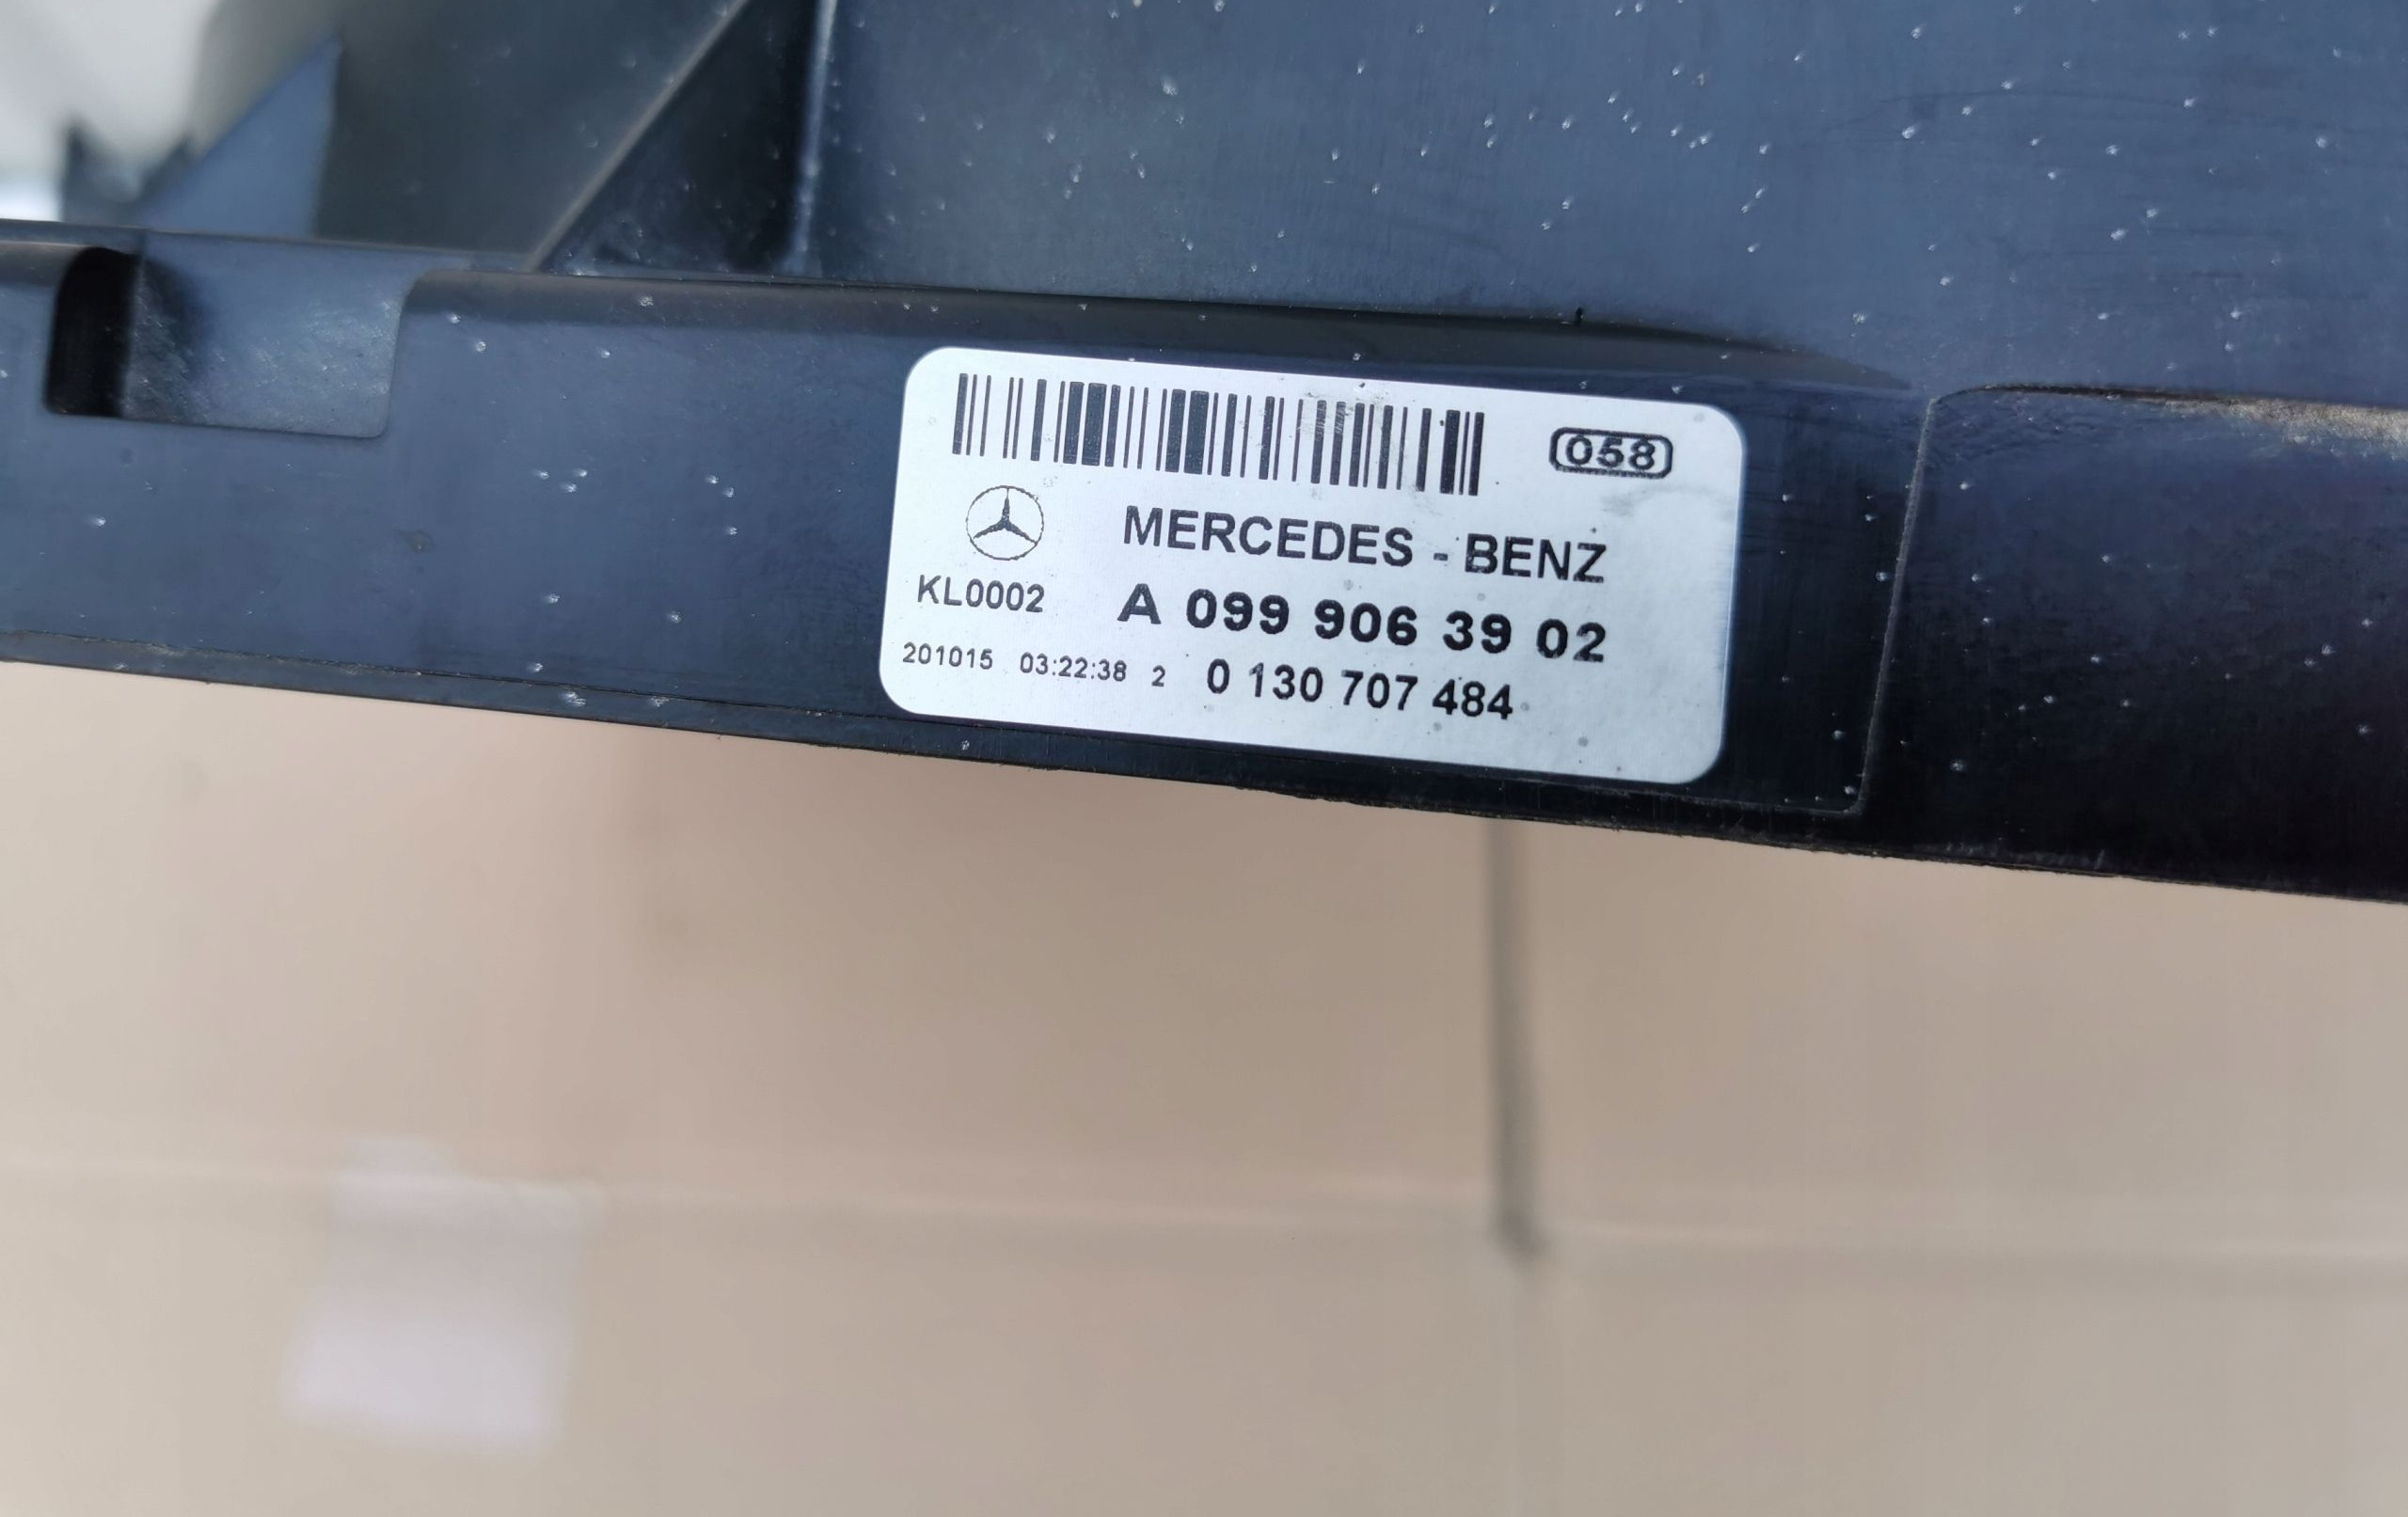 058
MERCEDES - BENZ
KL0002 A 099 906 39 02
201015 03:22:38 2 0 130 707 484